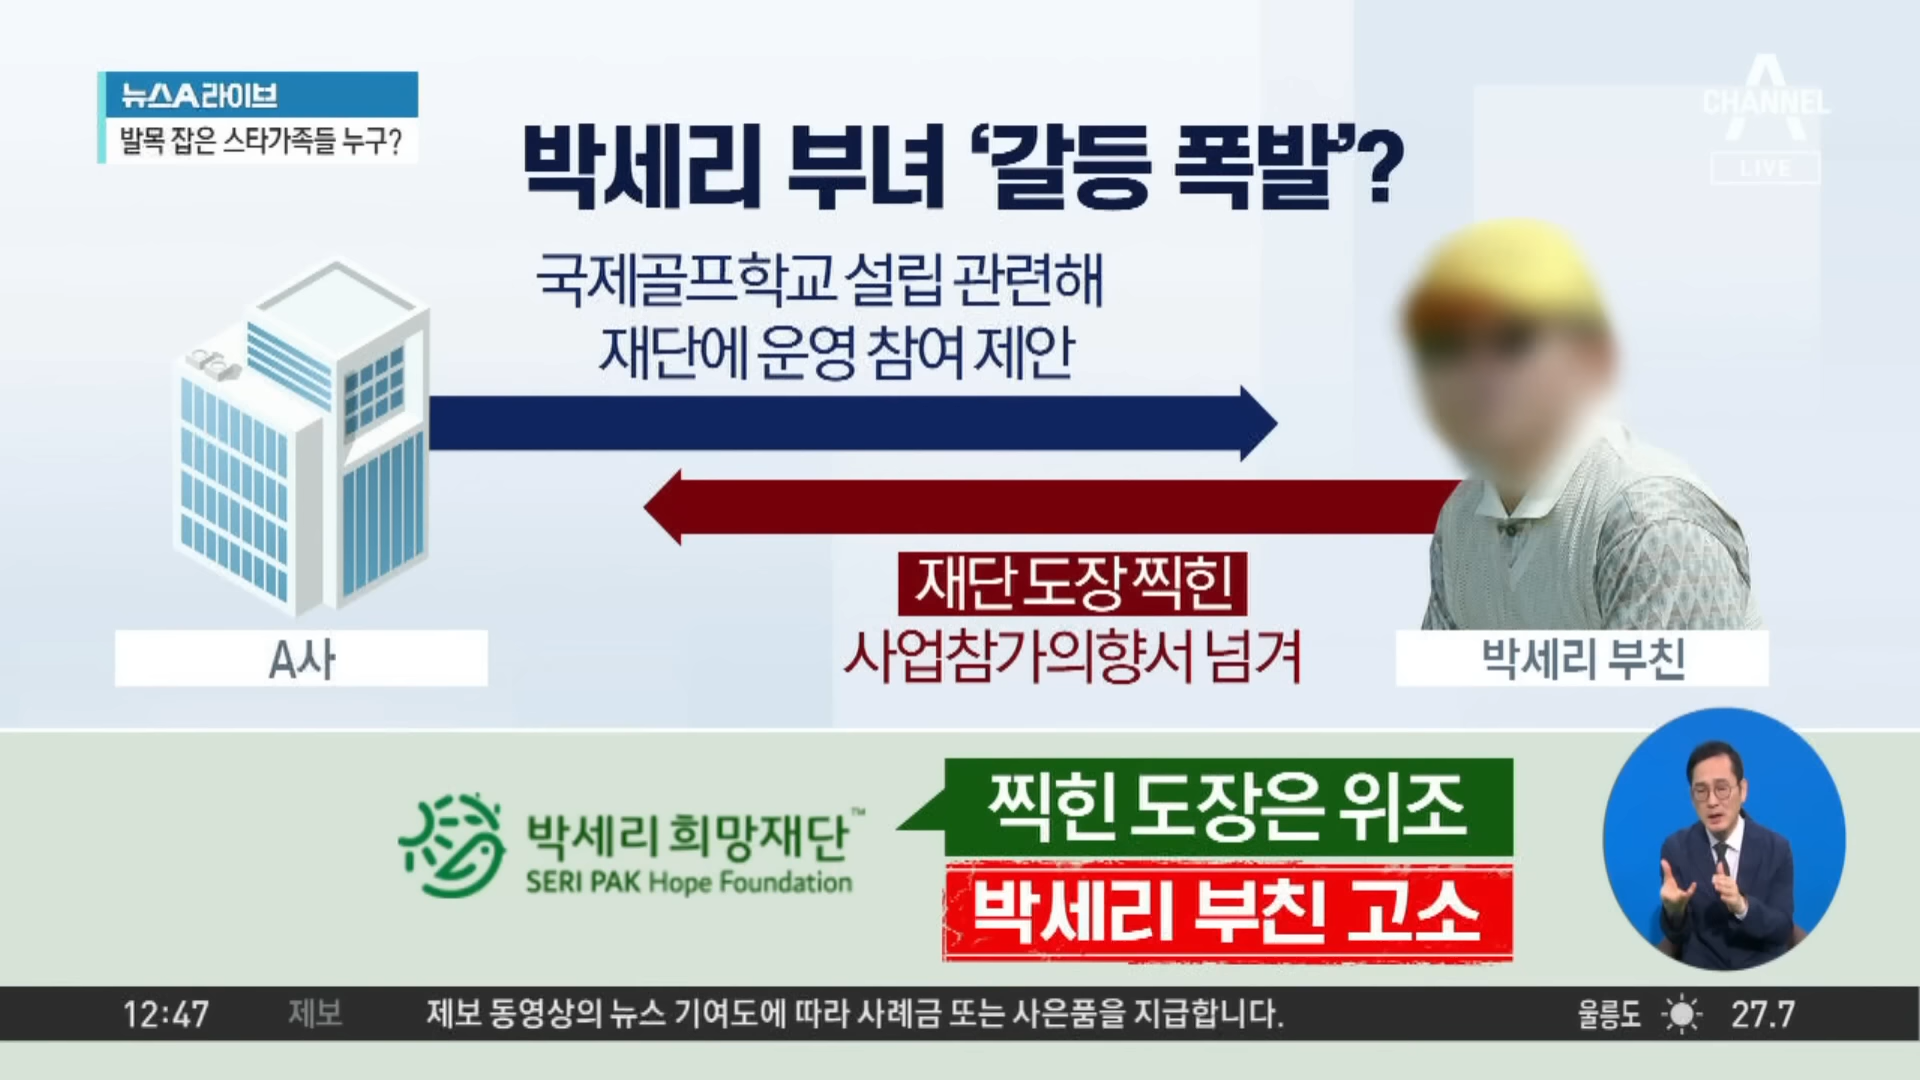 뉴스A 라이브
발목 잡은 스타가족들 누구?
CHANNEL A
LIVE
박세리 부녀 ‘갈등 폭발’?
국제골프학교 설립 관련해
재단에 운영 참여 제안
재단 도장 찍힌
사업참가의향서 넘겨
A사
박세리 부친
박세리 희망재단™
SERI PAK Hope Foundation
찍힌 도장은 위조
박세리 부친 고소
12:47 제보 제보 동영상의 뉴스 기여도에 따라 사례금 또는 사은품을 지급합니다. 울릉도 27.7